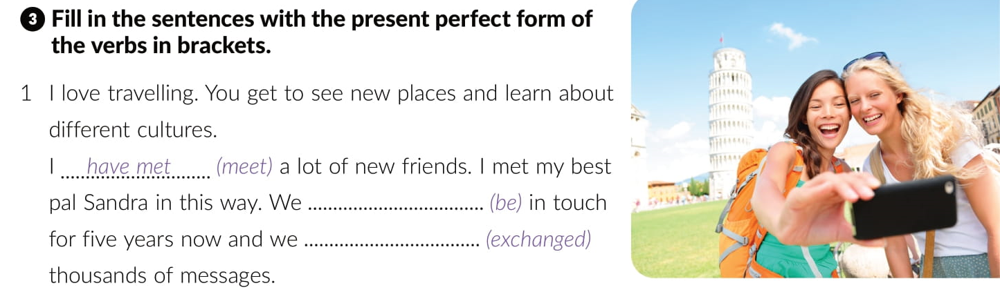 3 Fill in the sentences with the present perfect form of
the verbs in brackets.
1 I love travelling. You get to see new places and learn about
different cultures.
I ... have met ...... (meet) a lot of new friends. I met my best
pal Sandra in this way. We ................................... (be) in touch
for five years now and we ................................... (exchanged)
thousands of messages.